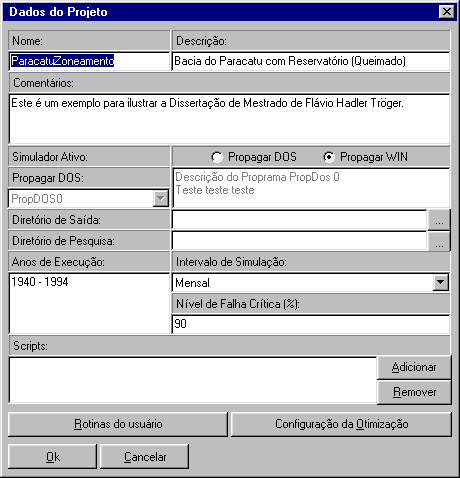 Dados do Projeto
Nome: Descrição:
ParacatuZoneamento Bacia do Paracatu com Reservatório (Queimado)
Comentários:
Este é um exemplo para ilustrar a Dissertação de Mestrado de Flávio Hadler Tröger.
Simulador Ativo: Propagar DOS Propagar WIN
Propagar DOS: Descrição do Proprama PropDos 0
PropDOS0 Teste teste teste
Diretório de Saída: ...
Diretório de Pesquisa: ...
Anos de Execução: Intervalo de Simulação:
1940 - 1994 Mensal
Nível de Falha Crítica (%):
90
Scripts:
Adicionar
Remover
Rotinas do usuário Configuração da Otimização
Ok Cancelar